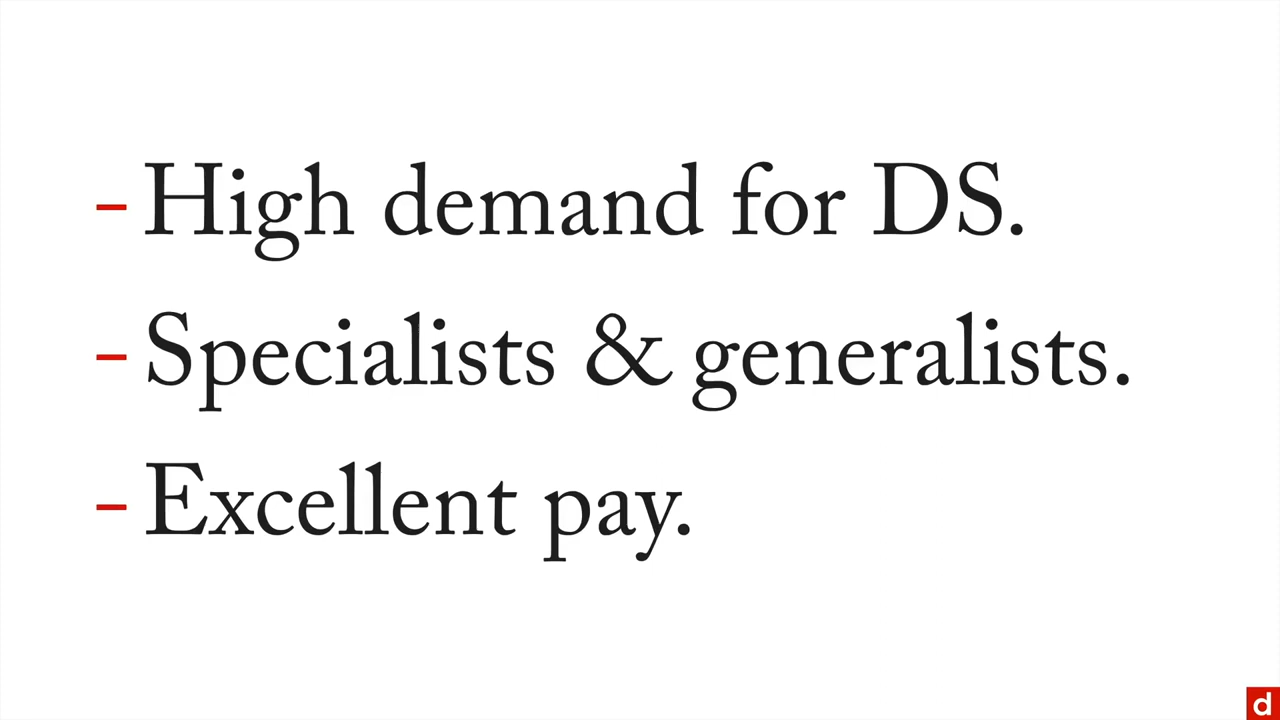 - High demand for DS.
- Specialists & generalists.
- Excellent pay.
d